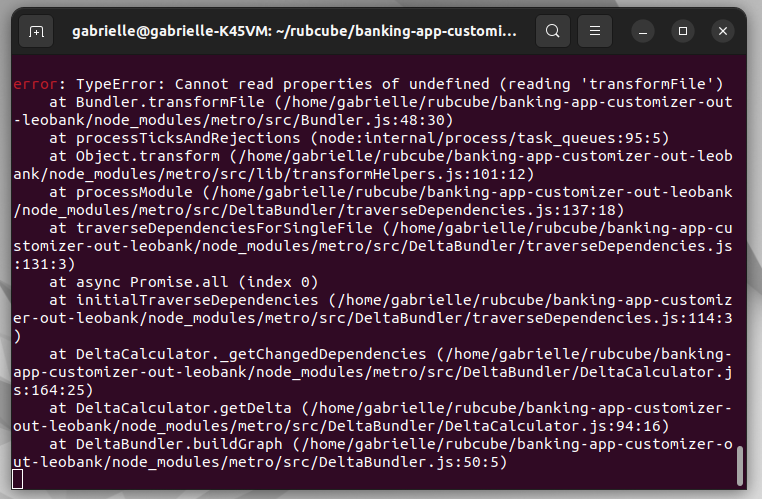 gabrielle@gabrielle-K45VM: ~/rubcube/banking-app-customi...
error: TypeError: Cannot read properties of undefined (reading 'transformFile')
    at Bundler.transformFile (/home/gabrielle/rubcube/banking-app-customizer-out
-leobank/node_modules/metro/src/Bundler.js:48:30)
    at processTicksAndRejections (node:internal/process/task_queues:95:5)
    at Object.transform (/home/gabrielle/rubcube/banking-app-customizer-out-leob
ank/node_modules/metro/src/lib/transformHelpers.js:101:12)
    at processModule (/home/gabrielle/rubcube/banking-app-customizer-out-leobank
/node_modules/metro/src/DeltaBundler/traverseDependencies.js:137:18)
    at traverseDependenciesForSingleFile (/home/gabrielle/rubcube/banking-app-cu
stomizer-out-leobank/node_modules/metro/src/DeltaBundler/traverseDependencies.js
:131:3)
    at async Promise.all (index 0)
    at initialTraverseDependencies (/home/gabrielle/rubcube/banking-app-customiz
er-out-leobank/node_modules/metro/src/DeltaBundler/traverseDependencies.js:114:3
)
    at DeltaCalculator._getChangedDependencies (/home/gabrielle/rubcube/banking-
app-customizer-out-leobank/node_modules/metro/src/DeltaBundler/DeltaCalculator.j
s:164:25)
    at DeltaCalculator.getDelta (/home/gabrielle/rubcube/banking-app-customizer-
out-leobank/node_modules/metro/src/DeltaBundler/DeltaCalculator.js:94:16)
    at DeltaBundler.buildGraph (/home/gabrielle/rubcube/banking-app-customizer-o
ut-leobank/node_modules/metro/src/DeltaBundler.js:50:5)